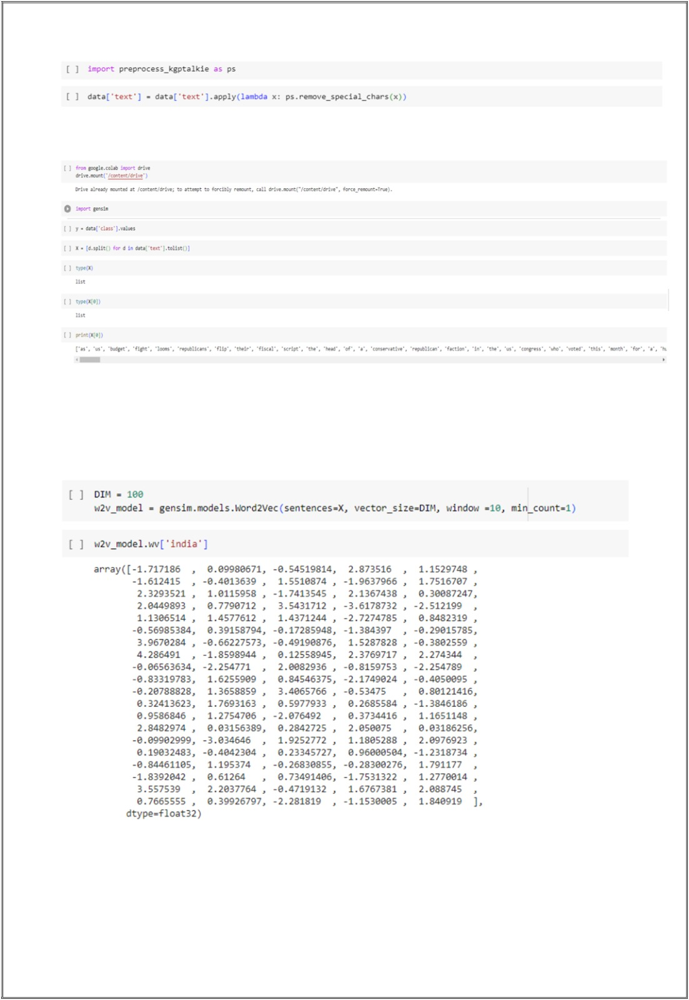 [ ] import preprocess_kgptalkie as ps
[ ] data['text'] = data['text'].apply(lambda x: ps.remove_special_chars(x))
[ ] from google.colab import drive
drive.mount('/content/drive')
Drive already mounted at /content/drive; to attempt to forcibly remount, call drive.mount("/content/drive", force_remount=True).
import gensim
[ ] y = data['class'].values
[ ] X = [d.split() for d in data['text'].tolist()]
[ ] type(X)
list
[ ] type(X[0])
list
[ ] print(X[0])
['as', 'us', 'budget', 'fight', 'looms', 'republicans', 'flip', 'their', 'fiscal', 'script', 'the', 'head', 'of', 'a', 'conservative', 'republican', 'faction', 'in', 'the', 'us', 'congress', 'who', 'voted', 'this', 'month', 'for', 'a', 'hu
[ ] DIM = 100
w2v_model = gensim.models.Word2Vec(sentences=X, vector_size=DIM, window =10, min_count=1)
[ ] w2v_model.wv['india']
array([-1.717186 , 0.09980671, -0.54519814, 2.873516 , 1.1529748 ,
-1.612415 , -0.4013639 , 1.5510874 , -1.9637966 , 1.7516707 ,
2.3293521 , 1.0115958 , -1.7413545 , 2.1367438 , 0.30087247,
2.0449893 , 0.7790712 , 3.5431712 , -3.6178732 , -2.512199 ,
1.1306514 , 1.4577612 , 1.4371244 , -2.7274785 , 0.8482319 ,
-0.56985384, 0.39158794, -0.17285948, -1.384397 , -0.29015785,
3.9670284 , -0.66227573, -0.49190876, 1.5287828 , -0.3802559 ,
4.286491 , -1.8598944 , 0.12558945, 2.3769717 , 2.274344 ,
-0.06563634, -2.254771 , 2.0082936 , -0.8159753 , -2.254789 ,
-0.83319783, 1.6255909 , 0.84546375, -2.1749024 , -0.4050095 ,
-0.20788828, 1.3658859 , 3.4065766 , -0.53475 , 0.80121416,
0.32413623, 1.7693163 , 0.5977933 , 0.2685584 , -1.3846186 ,
0.9586846 , 1.2754706 , -2.076492 , 0.3734416 , 1.1651148 ,
2.8482974 , 0.03156389, 0.2842725 , 2.050075 , 0.03186256,
-0.09902999, -3.034646 , 1.9252772 , 1.1805288 , 2.0976923 ,
0.19032483, -0.4042304 , 0.23345727, 0.96000504, -1.2318734 ,
-0.84461105, 1.195374 , -0.26830855, -0.28300276, 1.791177 ,
-1.8392042 , 0.61264 , 0.73491406, -1.7531322 , 1.2770014 ,
3.557539 , 2.2037764 , -0.4719132 , 1.6767381 , 2.088745 ,
0.7665555 , 0.39926797, -2.281819 , -1.1530005 , 1.840919 ],
dtype=float32)